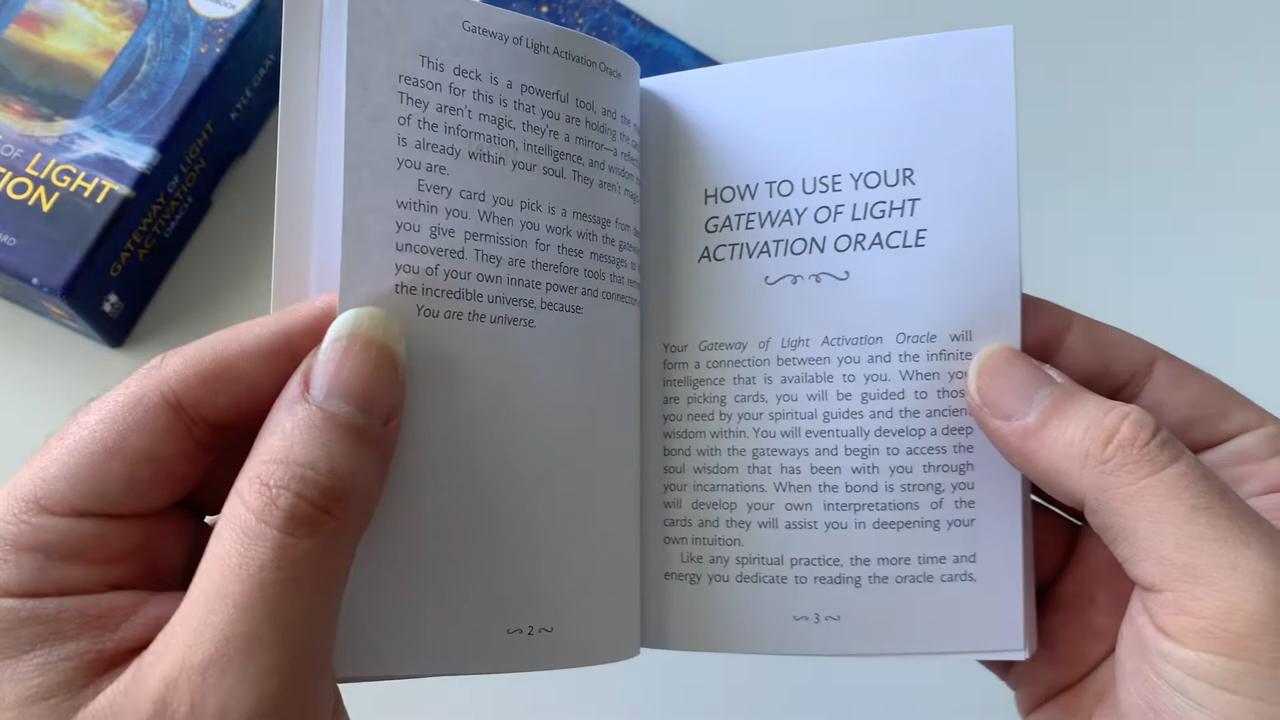 OF LIGHT
ION
ARD
GATEWAY OF LIGHT
ACTIVATION
ORACLE
KYLE GRAY
Gateway of Light Activation Oracle
This deck is a powerful tool, and the
reason for this is that you are holding the
They aren't magic, they're a mirror—a
of the information, intelligence, and wisdom
is already within your soul. They aren't
you are.
Every card you pick is a message from
within you. When you work with the
you give permission for these messages to
uncovered. They are therefore tools that
you of your own innate power and
the incredible universe, because:
You are the universe.
2
HOW TO USE YOUR
GATEWAY OF LIGHT
ACTIVATION ORACLE
Your Gateway of Light Activation Oracle will
form a connection between you and the infinite
intelligence that is available to you. When you
are picking cards, you will be guided to those
you need by your spiritual guides and the ancient
wisdom within. You will eventually develop a deep
bond with the gateways and begin to access the
soul wisdom that has been with you through
your incarnations. When the bond is strong, you
will develop your own interpretations of the
cards and they will assist you in deepening your
own intuition.
Like any spiritual practice, the more time and
energy you dedicate to reading the oracle cards,
3